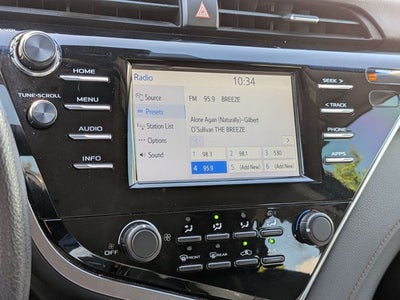 Radio 10:34
HOME
MENU
AUDIO
INFO
TUNE•SCROLL
SEEK >
< TRACK
PHONE
APPS
Source
Presets
Station List
Options
Sound
FM 95.9 BREEZE
Alone Again (Naturally)-Gilbert
O'Sullivan THE BREEZE
1 98.3 2 98.1 3 530
4 95.9 5 (Add New) 6 (Add New)
OFF
FRONT
REAR